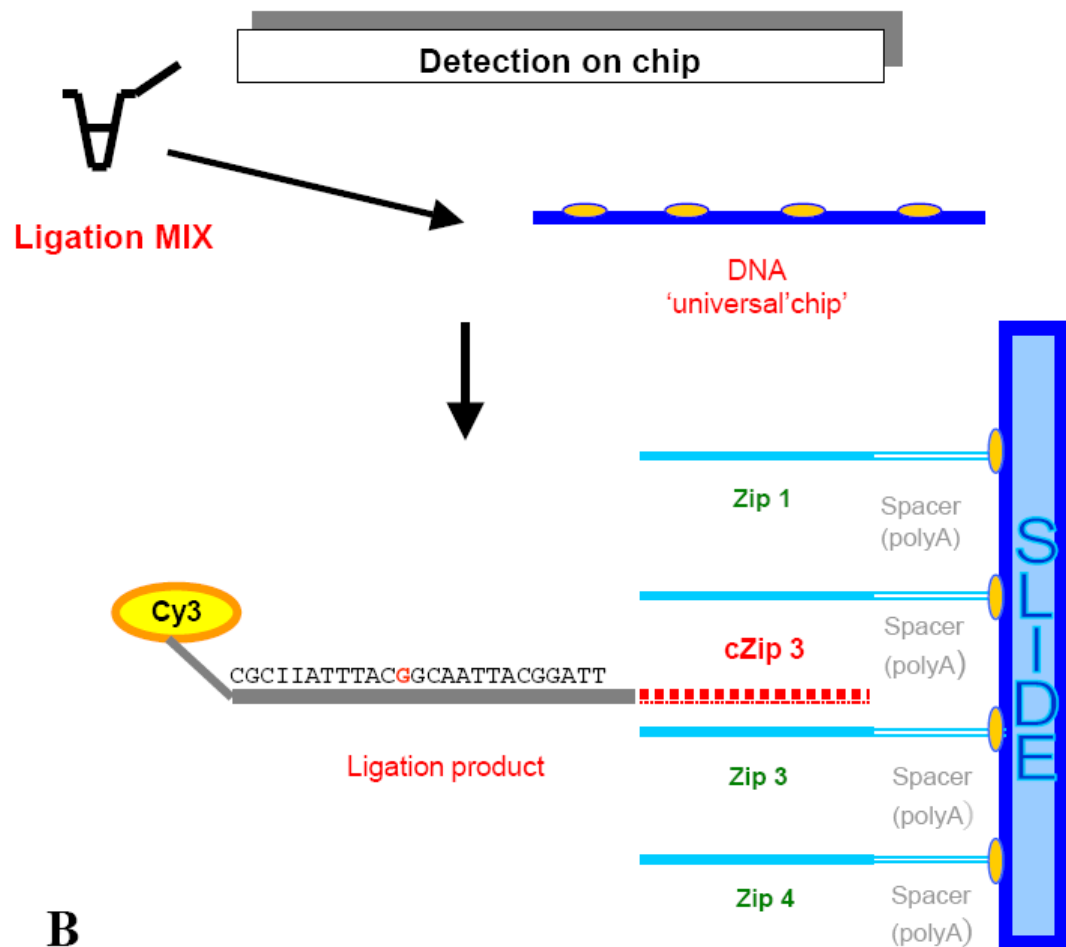 Detection on chip
Ligation MIX
DNA
‘universal’chip’
Zip 1
Spacer
(polyA)
Cy3
CGCIIATTTACGGCAATTACGGATT
cZip 3
Spacer
(polyA)
Ligation product
Zip 3
Spacer
(polyA)
Zip 4
Spacer
(polyA)
SLIDE
B